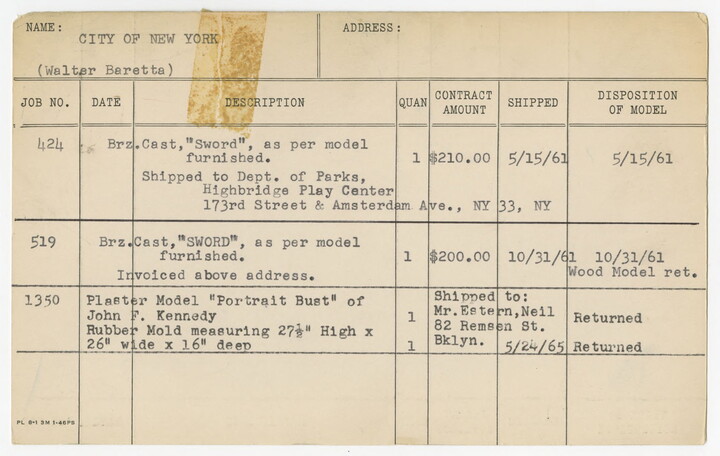 NAME: CITY OF NEW YORK ADDRESS:
(Walter Baretta)
JOB NO. DATE DESCRIPTION QUAN CONTRACT AMOUNT SHIPPED DISPOSITION OF MODEL
424 Brz.Cast,"Sword", as per model 1 $210.00 5/15/61 5/15/61
furnished.
Shipped to Dept. of Parks,
Highbridge Play Center
173rd Street & Amsterdam Ave., NY 33, NY
519 Brz.Cast,"SWORD", as per model 1 $200.00 10/31/61 10/31/61
furnished. Wood Model ret.
Invoiced above address.
1350 Plaster Model "Portrait Bust" of Shipped to:
John F. Kennedy 1 Mr.Estern,Neil Returned
Rubber Mold measuring 27½" High x 82 Remsen St.
26" wide x 16" deep 1 Bklyn. 5/24/65 Returned
PL 8-1 3M 1-46PS